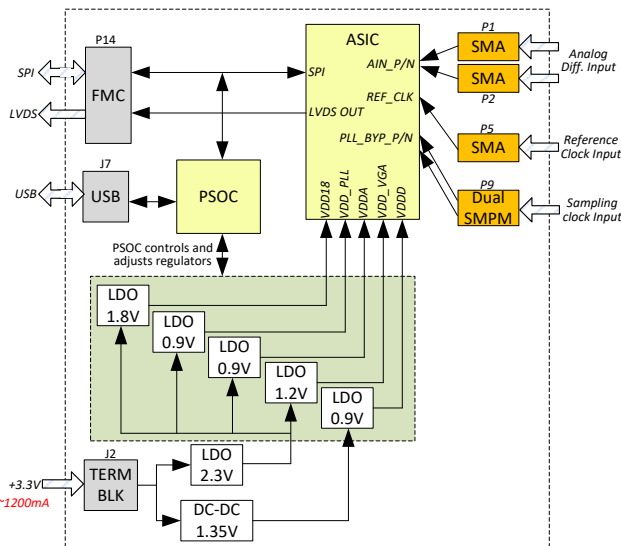 P14
ASIC
P1
SPI
FMC
SPI
AIN_P/N
SMA
Analog
Diff. Input
SMA
P2
LVDS
LVDS OUT
REF_CLK
P5
PLL_BYP_P/N
SMA
Reference
Clock Input
J7
USB
USB
PSOC
P9
Dual
SMPM
Sampling
clock Input
VDD18
VDD_PLL
VDDA
VDD_VGA
VDDD
PSOC controls and
adjusts regulators
LDO
1.8V
LDO
0.9V
LDO
0.9V
LDO
1.2V
LDO
0.9V
J2
+3.3V
~1200mA
TERM
BLK
LDO
2.3V
DC-DC
1.35V